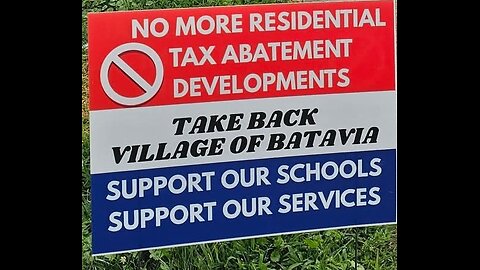 NO MORE RESIDENTIAL
TAX ABATEMENT
DEVELOPMENTS
TAKE BACK
VILLAGE OF BATAVIA
SUPPORT OUR SCHOOLS
SUPPORT OUR SERVICES